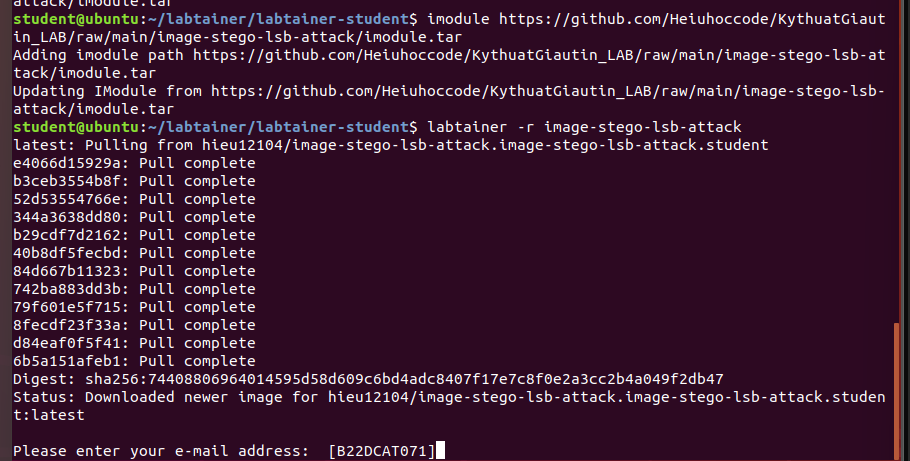 attack/imodule.tar
student@ubuntu:~/labtainer/labtainer-student$ imodule https://github.com/Heiuhoccode/KythuatGiaut
in_LAB/raw/main/image-stego-lsb-attack/imodule.tar
Adding imodule path https://github.com/Heiuhoccode/KythuatGiautin_LAB/raw/main/image-stego-lsb-at
tack/imodule.tar
Updating IModule from https://github.com/Heiuhoccode/KythuatGiautin_LAB/raw/main/image-stego-lsb-
attack/imodule.tar
student@ubuntu:~/labtainer/labtainer-student$ labtainer -r image-stego-lsb-attack
latest: Pulling from hieu12104/image-stego-lsb-attack.image-stego-lsb-attack.student
e4066d15929a: Pull complete
b3ceb3554b8f: Pull complete
52d53554766e: Pull complete
344a3638dd80: Pull complete
b29cdf7d2162: Pull complete
40b8df5fecbd: Pull complete
84d667b11323: Pull complete
742ba883dd3b: Pull complete
79f601e5f715: Pull complete
8fecdf23f33a: Pull complete
d84eaf0f5f41: Pull complete
6b5a151afeb1: Pull complete
Digest: sha256:74408806964014595d58d609c6bd4adc8407f17e7c8f0e2a3cc2b4a049f2db47
Status: Downloaded newer image for hieu12104/image-stego-lsb-attack.image-stego-lsb-attack.studen
t:latest
Please enter your e-mail address:  [B22DCAT071]